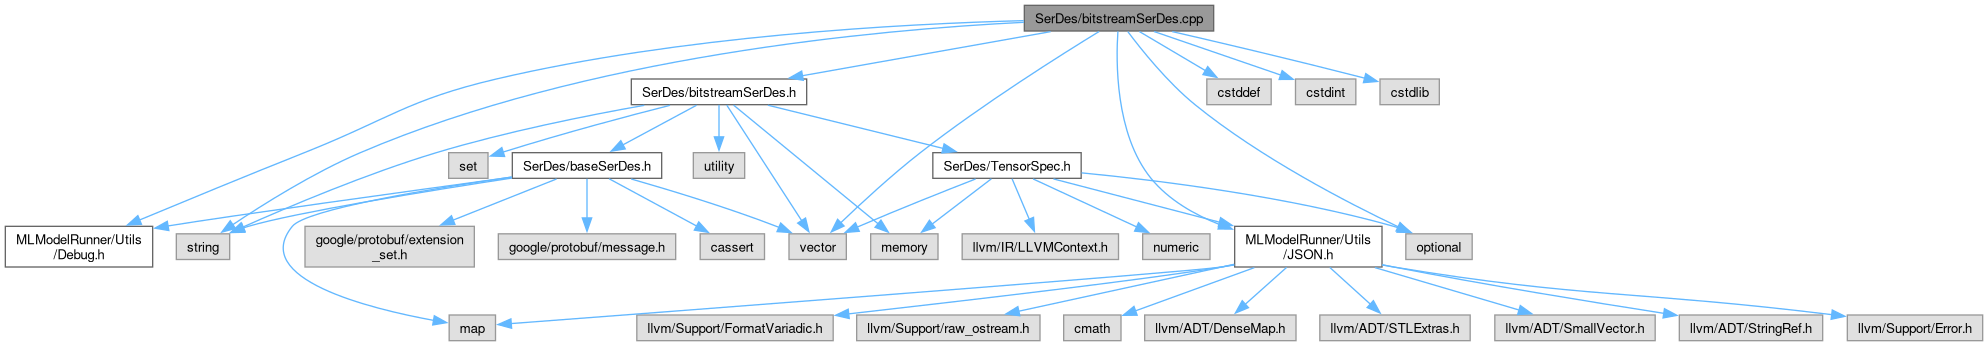 SerDes/bitstreamSerDes.cpp
SerDes/bitstreamSerDes.h
cstddef
cstdint
cstdlib
set
SerDes/baseSerDes.h
utility
SerDes/TensorSpec.h
MLModelRunner/Utils
/Debug.h
string
google/protobuf/extension
_set.h
google/protobuf/message.h
cassert
vector
memory
llvm/IR/LLVMContext.h
numeric
MLModelRunner/Utils
/JSON.h
optional
map
llvm/Support/FormatVariadic.h
llvm/Support/raw_ostream.h
cmath
llvm/ADT/DenseMap.h
llvm/ADT/STLExtras.h
llvm/ADT/SmallVector.h
llvm/ADT/StringRef.h
llvm/Support/Error.h